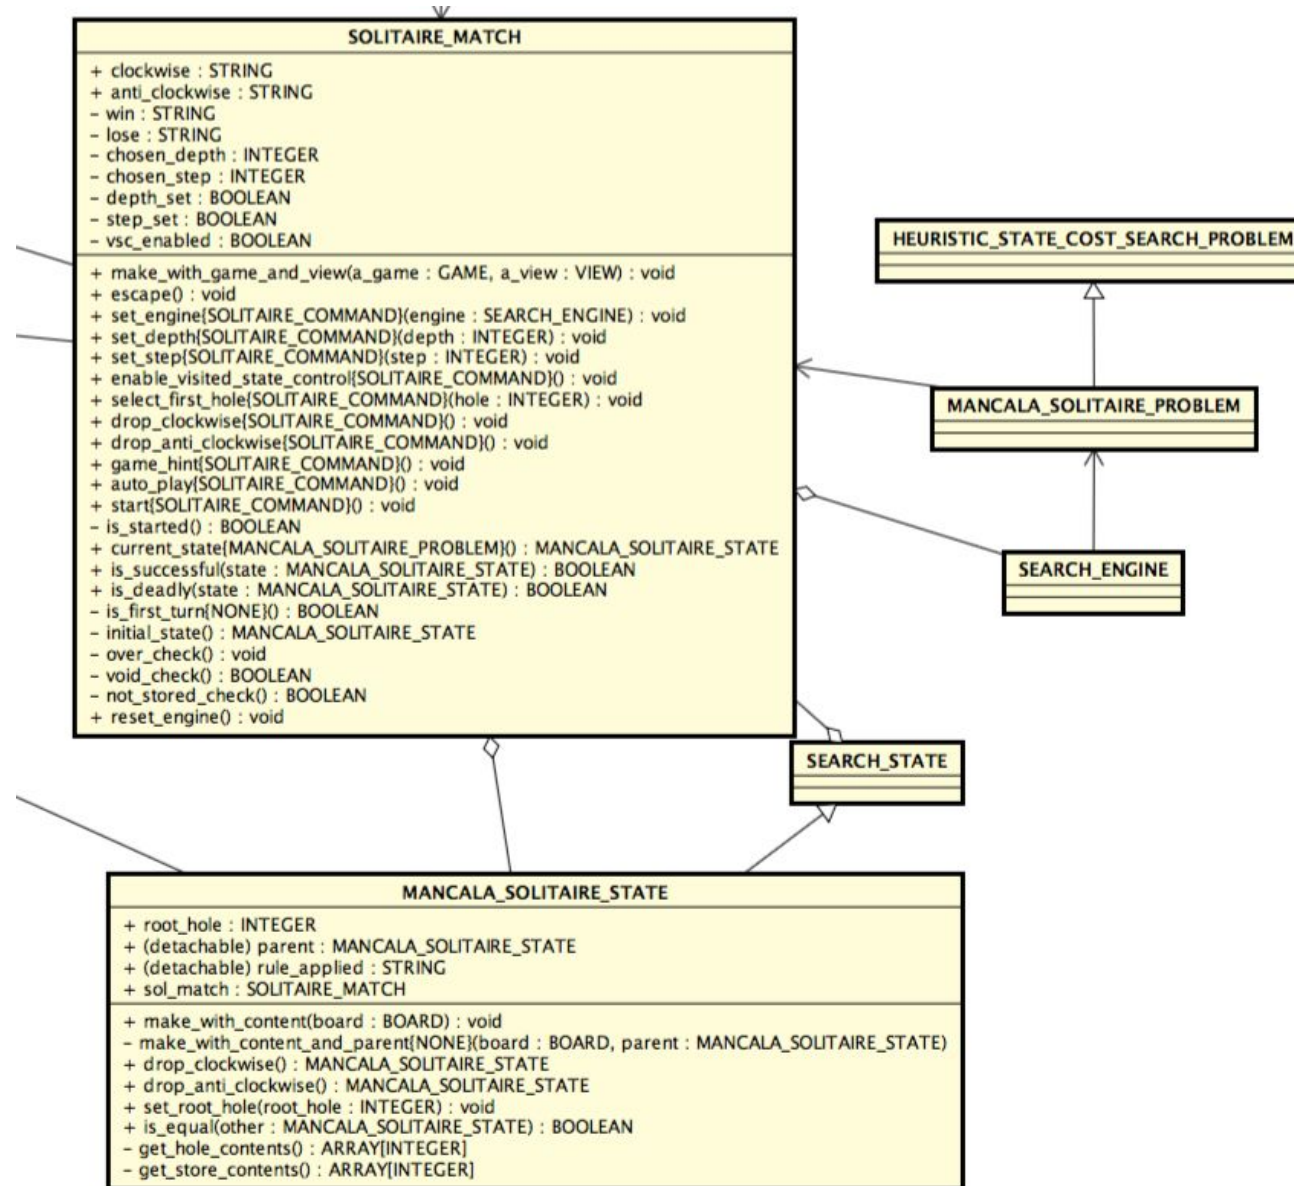 SOLITAIRE_MATCH
+ clockwise : STRING
+ anti_clockwise : STRING
- win : STRING
- lose : STRING
- chosen_depth : INTEGER
- chosen_step : INTEGER
- depth_set : BOOLEAN
- step_set : BOOLEAN
- vsc_enabled : BOOLEAN
+ make_with_game_and_view(a_game : GAME, a_view : VIEW) : void
+ escape() : void
+ set_engine{SOLITAIRE_COMMAND}(engine : SEARCH_ENGINE) : void
+ set_depth{SOLITAIRE_COMMAND}(depth : INTEGER) : void
+ set_step{SOLITAIRE_COMMAND}(step : INTEGER) : void
+ enable_visited_state_control{SOLITAIRE_COMMAND}() : void
+ select_first_hole{SOLITAIRE_COMMAND}(hole : INTEGER) : void
+ drop_clockwise{SOLITAIRE_COMMAND}() : void
+ drop_anti_clockwise{SOLITAIRE_COMMAND}() : void
+ game_hint{SOLITAIRE_COMMAND}() : void
+ auto_play{SOLITAIRE_COMMAND}() : void
+ start{SOLITAIRE_COMMAND}() : void
- is_started() : BOOLEAN
+ current_state{MANCALA_SOLITAIRE_PROBLEM}() : MANCALA_SOLITAIRE_STATE
+ is_successful(state : MANCALA_SOLITAIRE_STATE) : BOOLEAN
+ is_deadly(state : MANCALA_SOLITAIRE_STATE) : BOOLEAN
- is_first_turn{NONE}() : BOOLEAN
- initial_state() : MANCALA_SOLITAIRE_STATE
- over_check() : void
- void_check() : BOOLEAN
- not_stored_check() : BOOLEAN
+ reset_engine() : void
HEURISTIC_STATE_COST_SEARCH_PROBLEM
MANCALA_SOLITAIRE_PROBLEM
SEARCH_ENGINE
SEARCH_STATE
MANCALA_SOLITAIRE_STATE
+ root_hole : INTEGER
+ (detachable) parent : MANCALA_SOLITAIRE_STATE
+ (detachable) rule_applied : STRING
+ sol_match : SOLITAIRE_MATCH
+ make_with_content(board : BOARD) : void
- make_with_content_and_parent{NONE}(board : BOARD, parent : MANCALA_SOLITAIRE_STATE)
+ drop_clockwise() : MANCALA_SOLITAIRE_STATE
+ drop_anti_clockwise() : MANCALA_SOLITAIRE_STATE
+ set_root_hole(root_hole : INTEGER) : void
+ is_equal(other : MANCALA_SOLITAIRE_STATE) : BOOLEAN
- get_hole_contents() : ARRAY[INTEGER]
- get_store_contents() : ARRAY[INTEGER]